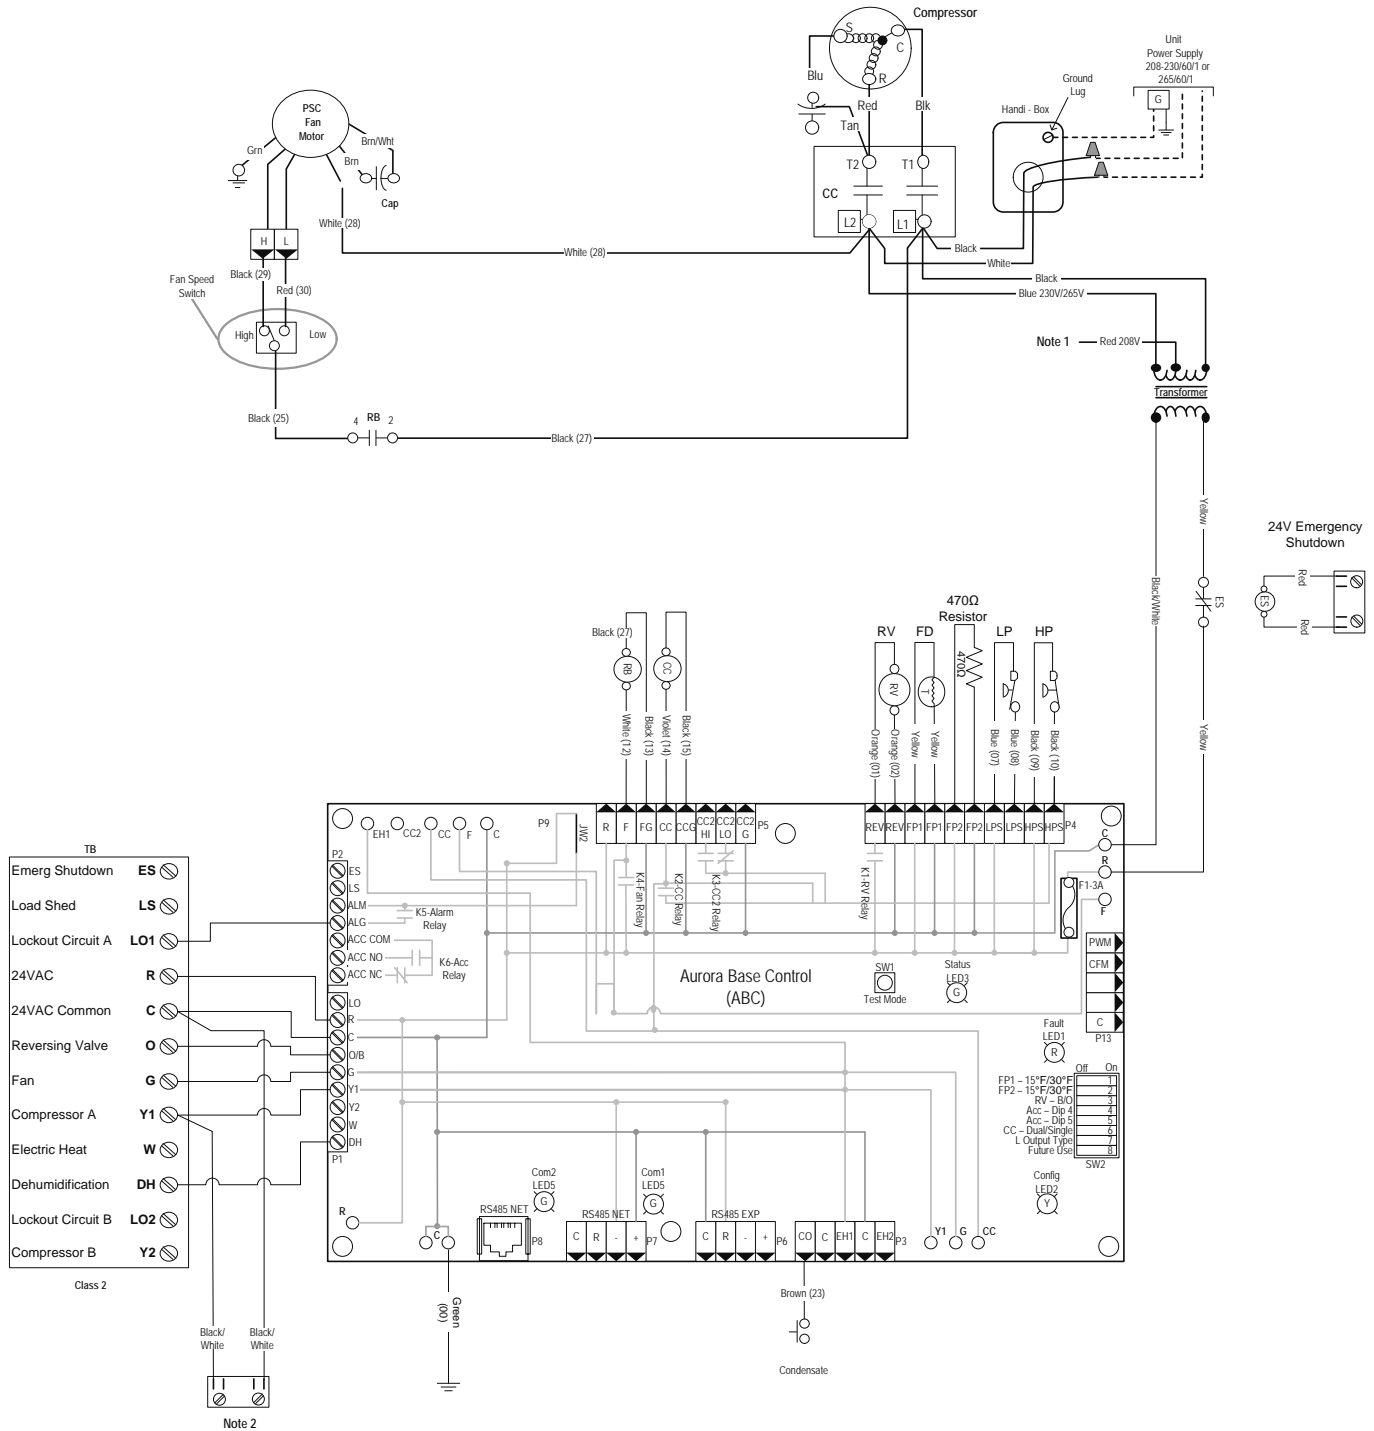 Compressor
S
C
R
Blu
Red
Blk
Tan
Unit
Power Supply
208-230/60/1 or
265/60/1
G
Ground
Lug
Handi - Box
PSC
Fan
Motor
Grn
Brn/Wht
Brn
Cap
White (28)
White (28)
H
L
Black (29)
Red (30)
Fan Speed
Switch
High
Low
T2
T1
CC
L2
L1
Black
White
Black
Blue 230V/265V
Note 1
Red 208V
Transformer
Black (25)
4
RB
2
Black (27)
Yellow
Black/White
ES
Yellow
24V Emergency
Shutdown
Red
ES
Red
Black (27)
RB
CC
White (12)
Black (13)
Violet (14)
Black (15)
RV
FD
470Ω
Resistor
LP
HP
RV
T
470Ω
Orange (01)
Orange (02)
Yellow
Yellow
Blue (07)
Blue (08)
Black (09)
Black (10)
EH1
CC2
CC
F
C
P9
JW2
R
F
FG
CC
CCG
CC2
HI
CC2
LO
CC2
G
P5
REV
REV
FP1
FP1
FP2
FP2
LPS
LPS
HPS
HPS
P4
C
R
F1-3A
F
PWM
CFM
C
P13
P2
ES
LS
ALM
ALG
ACC COM
ACC NO
ACC NC
K5-Alarm
Relay
K6-Acc
Relay
K4-Fan Relay
K2-CC Relay
K3-CC2 Relay
K1-RV Relay
Aurora Base Control
(ABC)
SW1
Test Mode
Status
LED3
G
Fault
LED1
R
Off
On
FP1 – 15°F/30°F
1
FP2 – 15°F/30°F
2
RV – B/O
3
Acc – Dip 4
4
Acc – Dip 5
5
CC – Dual/Single
6
L Output Type
7
Future Use
8
SW2
Config
LED2
Y
LO
R
C
O/B
G
Y1
Y2
W
DH
P1
TB
Emerg Shutdown ES
Load Shed LS
Lockout Circuit A LO1
24VAC R
24VAC Common C
Reversing Valve O
Fan G
Compressor A Y1
Electric Heat W
Dehumidification DH
Lockout Circuit B LO2
Compressor B Y2
Class 2
R
C
Com2
LED5
G
Com1
LED5
G
RS485 NET
P8
RS485 NET
C
R
-
+
P7
RS485 EXP
C
R
-
+
P6
CO
C
EH1
C
EH2
P3
Y1
G
CC
Green
(00)
Brown (23)
Condensate
Black/
White
Black/
White
Note 2